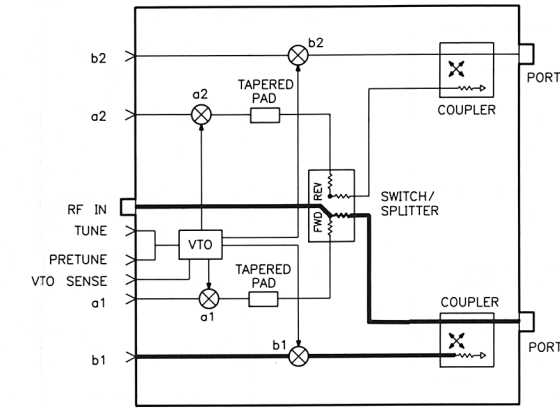 b2
b2
PORT
a2
TAPERED
PAD
a2
COUPLER
REV
SWITCH/
SPLITTER
RF IN
FWD
TUNE
VTO
PRETUNE
VTO SENSE
TAPERED
PAD
a1
a1
COUPLER
b1
b1
PORT